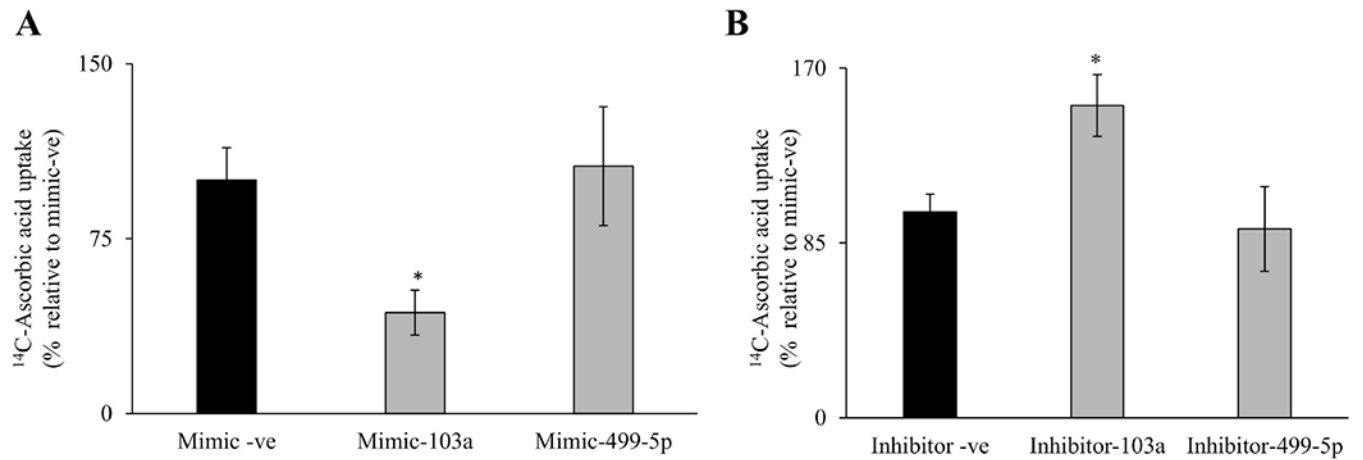 A
¹⁴C-Ascorbic acid uptake
(% relative to mimic-ve)
150
75
0
*
Mimic -ve
Mimic-103a
Mimic-499-5p
B
¹⁴C-Ascorbic acid uptake
(% relative to mimic-ve)
170
85
0
*
Inhibitor -ve
Inhibitor-103a
Inhibitor-499-5p